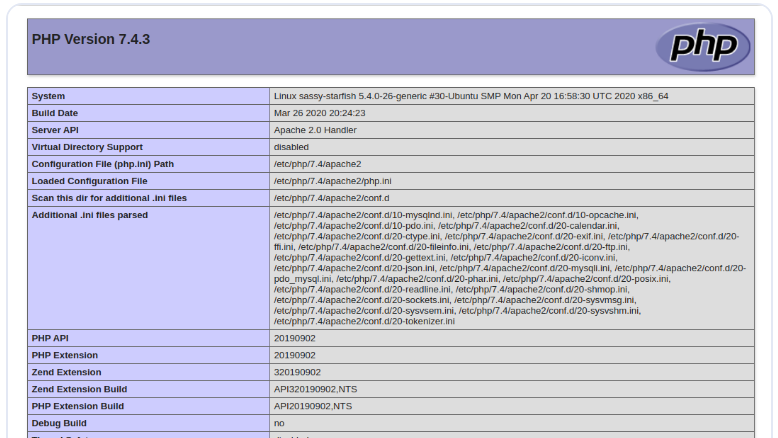 PHP Version 7.4.3
php
System Linux sassy-starfish 5.4.0-26-generic #30-Ubuntu SMP Mon Apr 20 16:58:30 UTC 2020 x86_64
Build Date Mar 26 2020 20:24:23
Server API Apache 2.0 Handler
Virtual Directory Support disabled
Configuration File (php.ini) Path /etc/php/7.4/apache2
Loaded Configuration File /etc/php/7.4/apache2/php.ini
Scan this dir for additional .ini files /etc/php/7.4/apache2/conf.d
Additional .ini files parsed /etc/php/7.4/apache2/conf.d/10-mysqlnd.ini, /etc/php/7.4/apache2/conf.d/10-opcache.ini,
/etc/php/7.4/apache2/conf.d/10-pdo.ini, /etc/php/7.4/apache2/conf.d/20-calendar.ini,
/etc/php/7.4/apache2/conf.d/20-ctype.ini, /etc/php/7.4/apache2/conf.d/20-exif.ini, /etc/php/7.4/apache2/conf.d/20-
ffi.ini, /etc/php/7.4/apache2/conf.d/20-fileinfo.ini, /etc/php/7.4/apache2/conf.d/20-ftp.ini,
/etc/php/7.4/apache2/conf.d/20-gettext.ini, /etc/php/7.4/apache2/conf.d/20-iconv.ini,
/etc/php/7.4/apache2/conf.d/20-json.ini, /etc/php/7.4/apache2/conf.d/20-mysqli.ini, /etc/php/7.4/apache2/conf.d/20-
pdo_mysql.ini, /etc/php/7.4/apache2/conf.d/20-phar.ini, /etc/php/7.4/apache2/conf.d/20-posix.ini,
/etc/php/7.4/apache2/conf.d/20-readline.ini, /etc/php/7.4/apache2/conf.d/20-shmop.ini,
/etc/php/7.4/apache2/conf.d/20-sockets.ini, /etc/php/7.4/apache2/conf.d/20-sysvmsg.ini,
/etc/php/7.4/apache2/conf.d/20-sysvsem.ini, /etc/php/7.4/apache2/conf.d/20-sysvshm.ini,
/etc/php/7.4/apache2/conf.d/20-tokenizer.ini
PHP API 20190902
PHP Extension 20190902
Zend Extension 320190902
Zend Extension Build API320190902,NTS
PHP Extension Build API20190902,NTS
Debug Build no